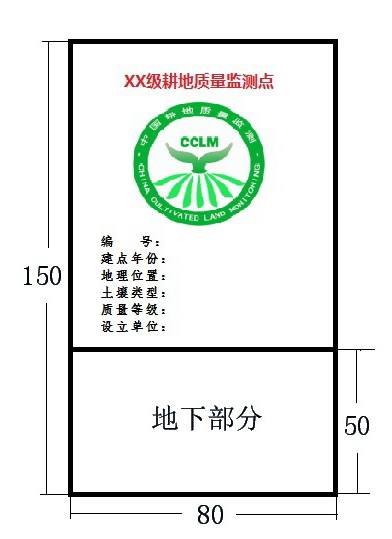 XX级耕地质量监测点
·中国耕地质量监测·
CCLM
CHINA CULTIVATED LAND MONITORING
编 号：
建点年份：
地理位置：
土壤类型：
质量等级：
设立单位：
150
地下部分
50
80